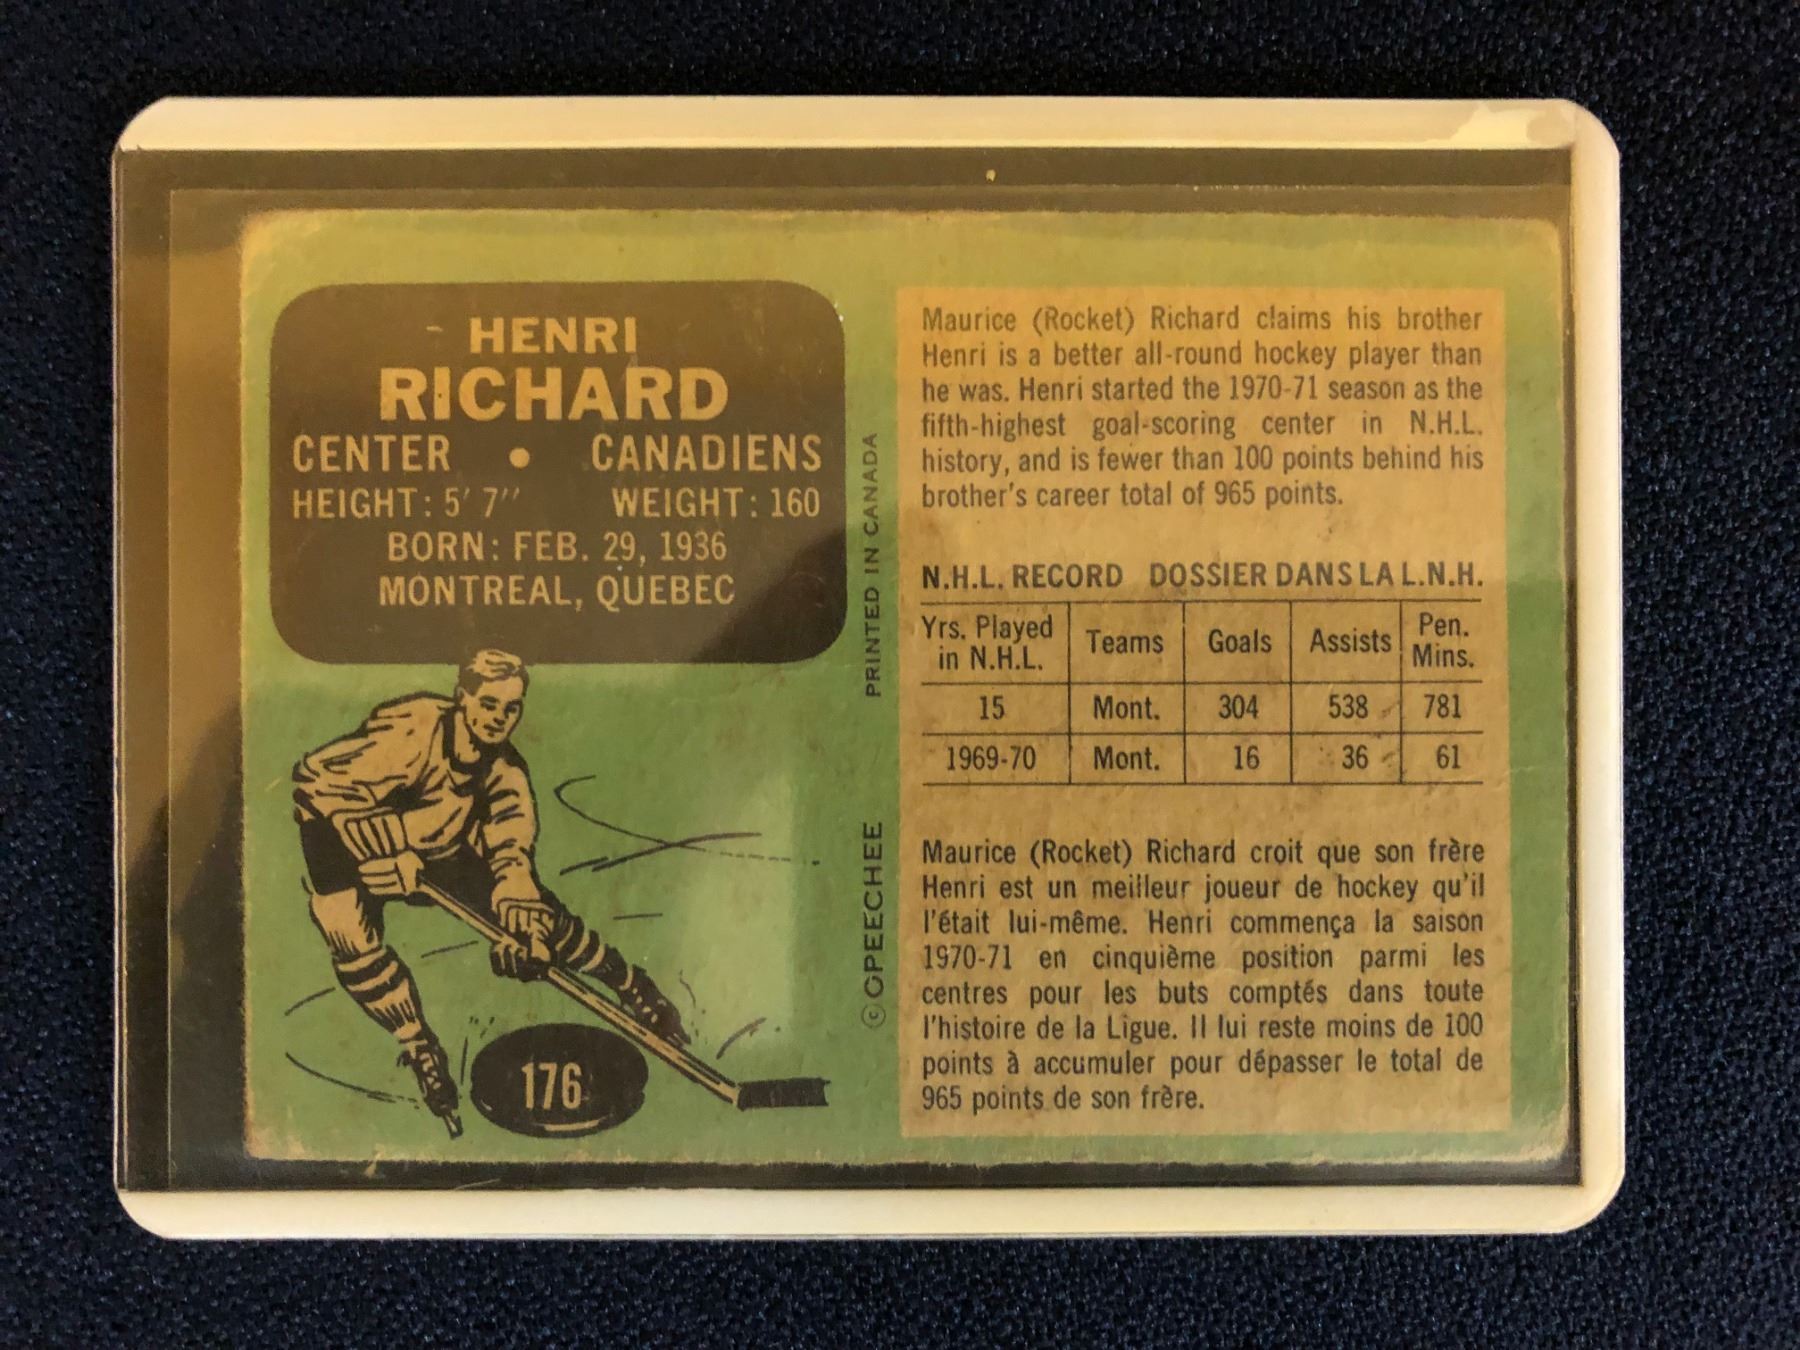 HENRI
RICHARD
CENTER • CANADIENS
HEIGHT: 5' 7'' WEIGHT: 160
BORN: FEB. 29, 1936
MONTREAL, QUEBEC
176
© OPEECHEE PRINTED IN CANADA
Maurice (Rocket) Richard claims his brother
Henri is a better all-round hockey player than
he was. Henri started the 1970-71 season as the
fifth-highest goal-scoring center in N.H.L.
history, and is fewer than 100 points behind his
brother's career total of 965 points.
N.H.L. RECORD DOSSIER DANS LA L.N.H.
Yrs. Played in N.H.L. Teams Goals Assists Pen. Mins.
15 Mont. 304 538 781
1969-70 Mont. 16 36 61
Maurice (Rocket) Richard croit que son frère
Henri est un meilleur joueur de hockey qu'il
l'était lui-même. Henri commença la saison
1970-71 en cinquième position parmi les
centres pour les buts comptés dans toute
l'histoire de la Ligue. Il lui reste moins de 100
points à accumuler pour dépasser le total de
965 points de son frère.